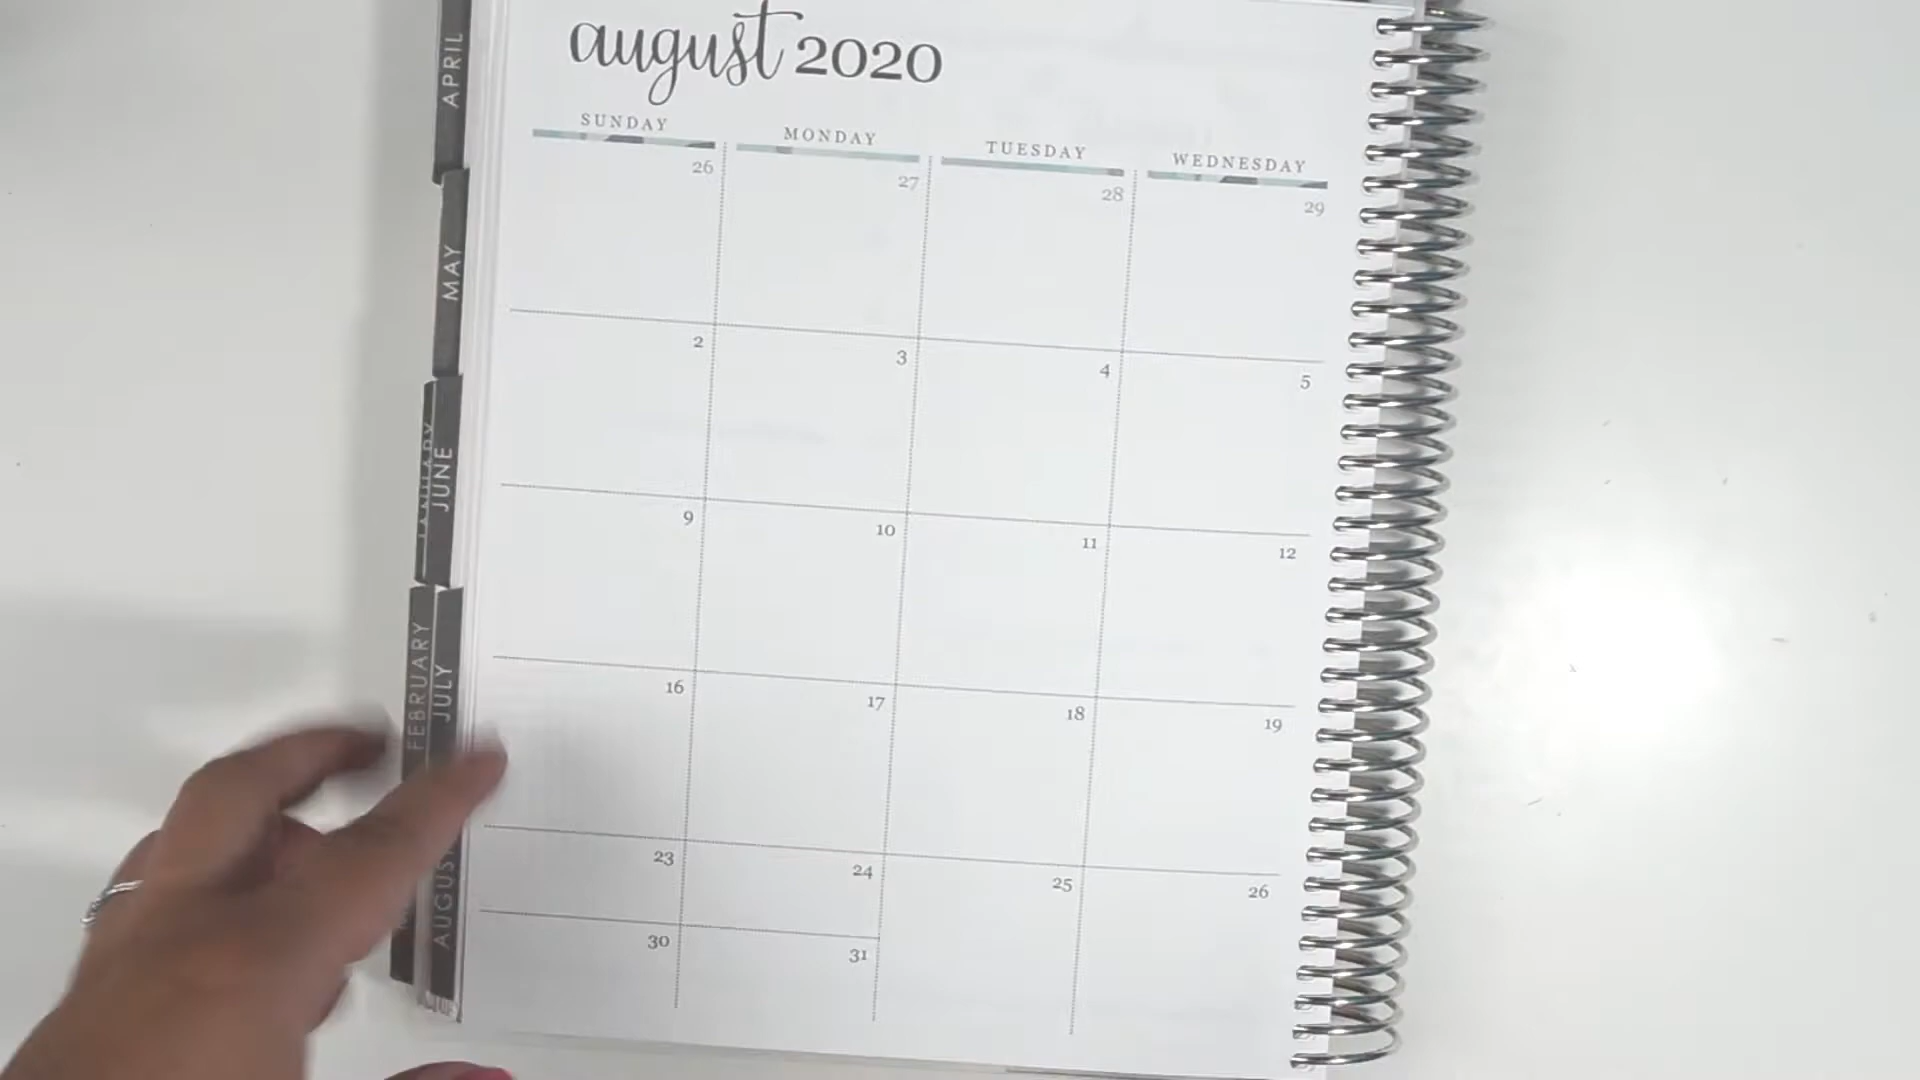 august 2020
SUNDAY MONDAY TUESDAY WEDNESDAY
26 27 28 29
2 3 4 5
9 10 11 12
16 17 18 19
23 24 25 26
30 31
APRIL
MAY
JANUARY
JUNE
FEBRUARY
JULY
AUGUST